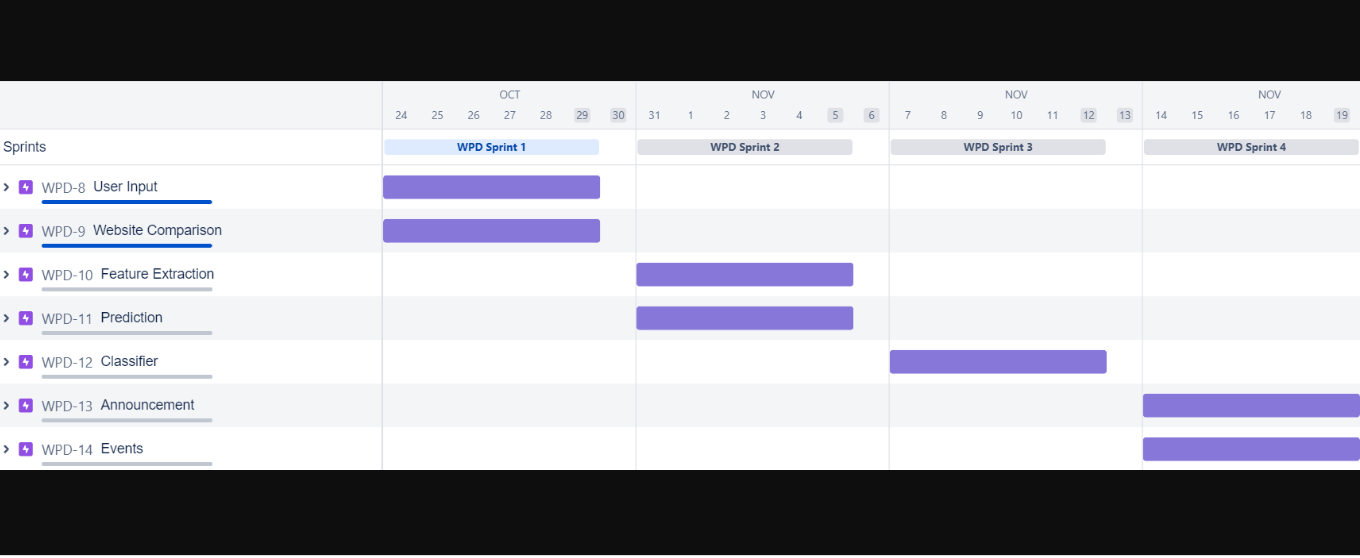 OCT NOV NOV NOV
24 25 26 27 28 29 30 31 1 2 3 4 5 6 7 8 9 10 11 12 13 14 15 16 17 18 19
Sprints WPD Sprint 1 WPD Sprint 2 WPD Sprint 3 WPD Sprint 4
WPD-8 User Input
WPD-9 Website Comparison
WPD-10 Feature Extraction
WPD-11 Prediction
WPD-12 Classifier
WPD-13 Announcement
WPD-14 Events